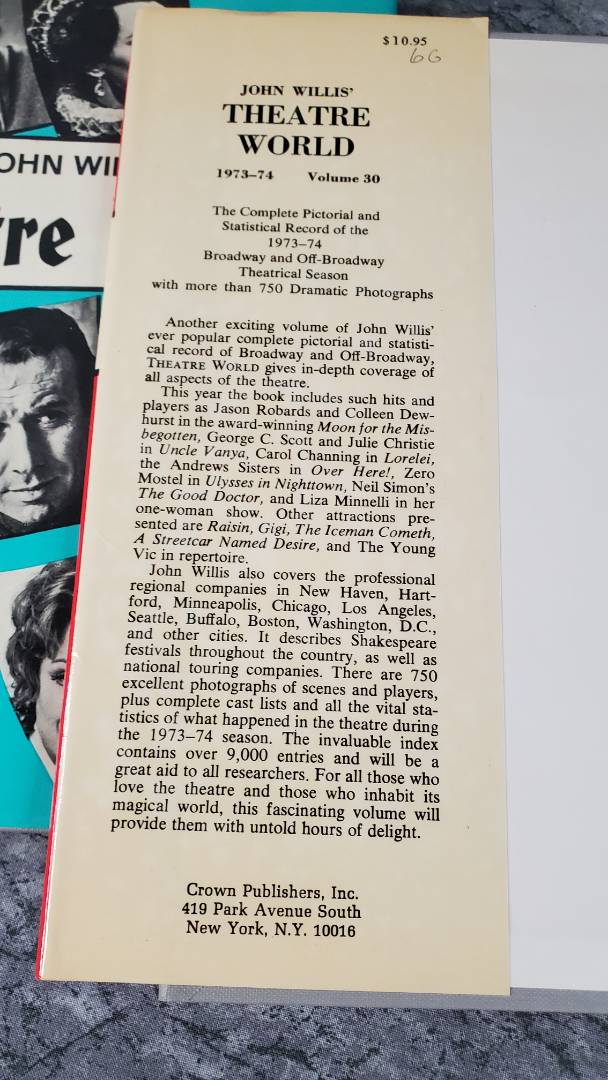 $10.95
6G
JOHN WILLIS'
THEATRE
WORLD
1973–74 Volume 30
The Complete Pictorial and
Statistical Record of the
1973–74
Broadway and Off-Broadway
Theatrical Season
with more than 750 Dramatic Photographs
Another exciting volume of John Willis'
ever popular complete pictorial and statisti-
cal record of Broadway and Off-Broadway,
THEATRE WORLD gives in-depth coverage of
all aspects of the theatre.
This year the book includes such hits and
players as Jason Robards and Colleen Dew-
hurst in the award-winning Moon for the Mis-
begotten, George C. Scott and Julie Christie
in Uncle Vanya, Carol Channing in Lorelei,
the Andrews Sisters in Over Here!, Zero
Mostel in Ulysses in Nighttown, Neil Simon's
The Good Doctor, and Liza Minnelli in her
one-woman show. Other attractions pre-
sented are Raisin, Gigi, The Iceman Cometh,
A Streetcar Named Desire, and The Young
Vic in repertoire.
John Willis also covers the professional
regional companies in New Haven, Hart-
ford, Minneapolis, Chicago, Los Angeles,
Seattle, Buffalo, Boston, Washington, D.C.,
and other cities. It describes Shakespeare
festivals throughout the country, as well as
national touring companies. There are 750
excellent photographs of scenes and players,
plus complete cast lists and all the vital sta-
tistics of what happened in the theatre during
the 1973–74 season. The invaluable index
contains over 9,000 entries and will be a
great aid to all researchers. For all those who
love the theatre and those who inhabit its
magical world, this fascinating volume will
provide them with untold hours of delight.
Crown Publishers, Inc.
419 Park Avenue South
New York, N.Y. 10016
OHN WI
re